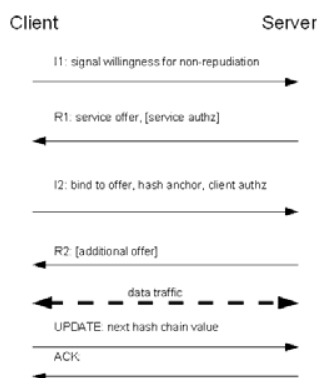 Client Server
I1: signal willingness for non-repudiation
R1: service offer, [service authz]
I2: bind to offer, hash anchor, client authz
R2: [additional offer]
data traffic
UPDATE: next hash chain value
ACK: